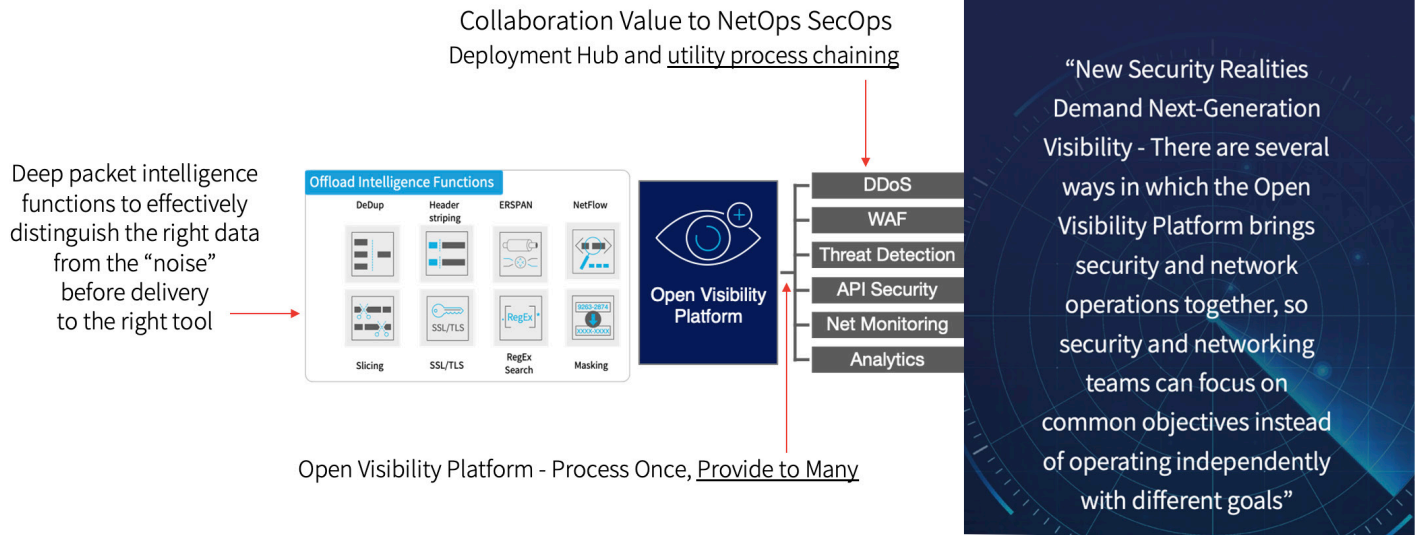 Collaboration Value to NetOps SecOps
Deployment Hub and utility process chaining
Deep packet intelligence
functions to effectively
distinguish the right data
from the “noise”
before delivery
to the right tool
Offload Intelligence Functions
DeDup
Header
striping
ERSPAN
NetFlow
9263-2874
SSL/TLS
RegEx
XXXX-XXXX
Slicing
SSL/TLS
RegEx
Search
Masking
Open Visibility
Platform
DDoS
WAF
Threat Detection
API Security
Net Monitoring
Analytics
Open Visibility Platform - Process Once, Provide to Many
“New Security Realities
Demand Next-Generation
Visibility - There are several
ways in which the Open
Visibility Platform brings
security and network
operations together, so
security and networking
teams can focus on
common objectives instead
of operating independently
with different goals”